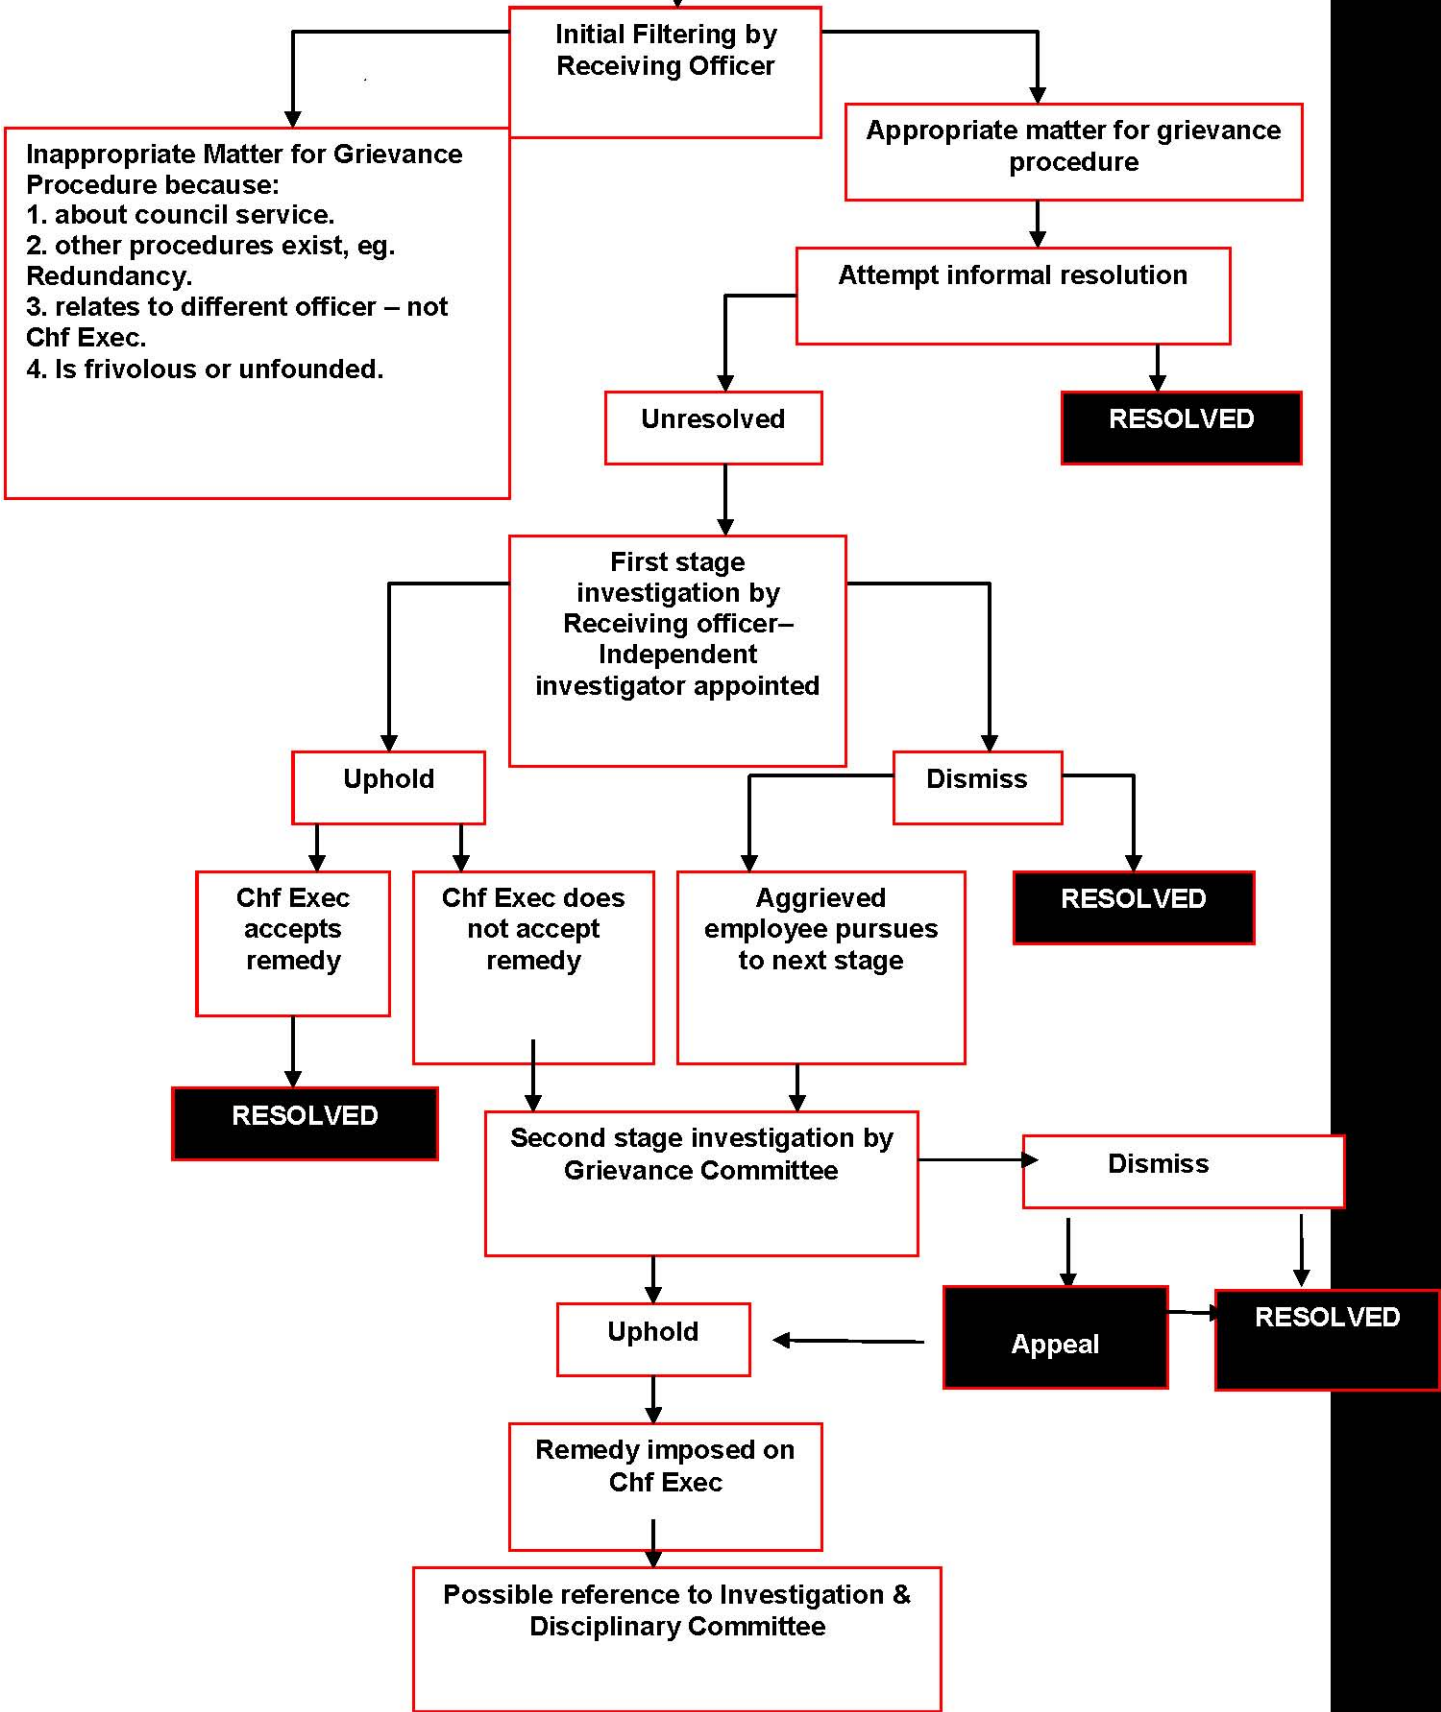 Initial Filtering by
Receiving Officer
Appropriate matter for grievance
procedure
Inappropriate Matter for Grievance
Procedure because:
1. about council service.
2. other procedures exist, eg.
Redundancy.
3. relates to different officer – not
Chf Exec.
4. Is frivolous or unfounded.
Attempt informal resolution
Unresolved
RESOLVED
First stage
investigation by
Receiving officer–
Independent
investigator appointed
Uphold
Dismiss
Chf Exec
accepts
remedy
Chf Exec does
not accept
remedy
Aggrieved
employee pursues
to next stage
RESOLVED
RESOLVED
Second stage investigation by
Grievance Committee
Dismiss
Uphold
Appeal
RESOLVED
Remedy imposed on
Chf Exec
Possible reference to Investigation &
Disciplinary Committee